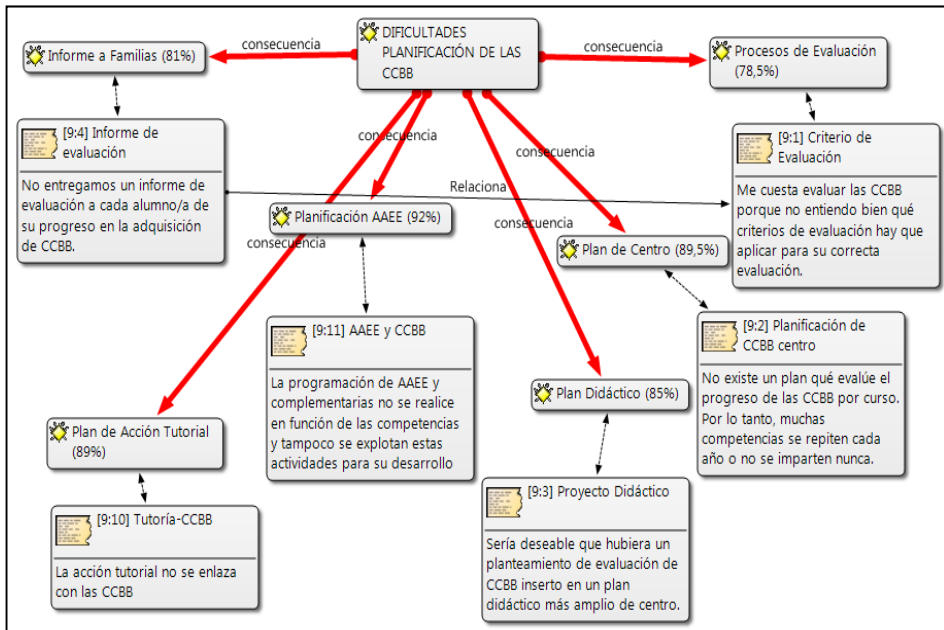 DIFICULTADES
PLANIFICACIÓN DE LAS
CCBB
consecuencia
Informe a Familias (81%)
consecuencia
Procesos de Evaluación
(78,5%)
[9:4] Informe de
evaluación
No entregamos un informe de
evaluación a cada alumno/a de
su progreso en la adquisición
de CCBB.
[9:1] Criterio de
Evaluación
Me cuesta evaluar las CCBB
porque no entiendo bien qué
criterios de evaluación hay que
aplicar para su correcta
evaluación.
Relaciona
consecuencia
Planificación AAEE (92%)
[9:11] AAEE y CCBB
La programación de AAEE y
complementarias no se realice
en función de las competencias
y tampoco se explotan estas
actividades para su desarrollo
consecuencia
Plan de Centro (89,5%)
[9:2] Planificación de
CCBB centro
No existe un plan qué evalúe el
progreso de las CCBB por curso.
Por lo tanto, muchas
competencias se repiten cada
año o no se imparten nunca.
consecuencia
Plan de Acción Tutorial
(89%)
[9:10] Tutoría-CCBB
La acción tutorial no se enlaza
con las CCBB
consecuencia
Plan Didáctico (85%)
[9:3] Proyecto Didáctico
Sería deseable que hubiera un
planteamiento de evaluación de
CCBB inserto en un plan
didáctico más amplio de centro.